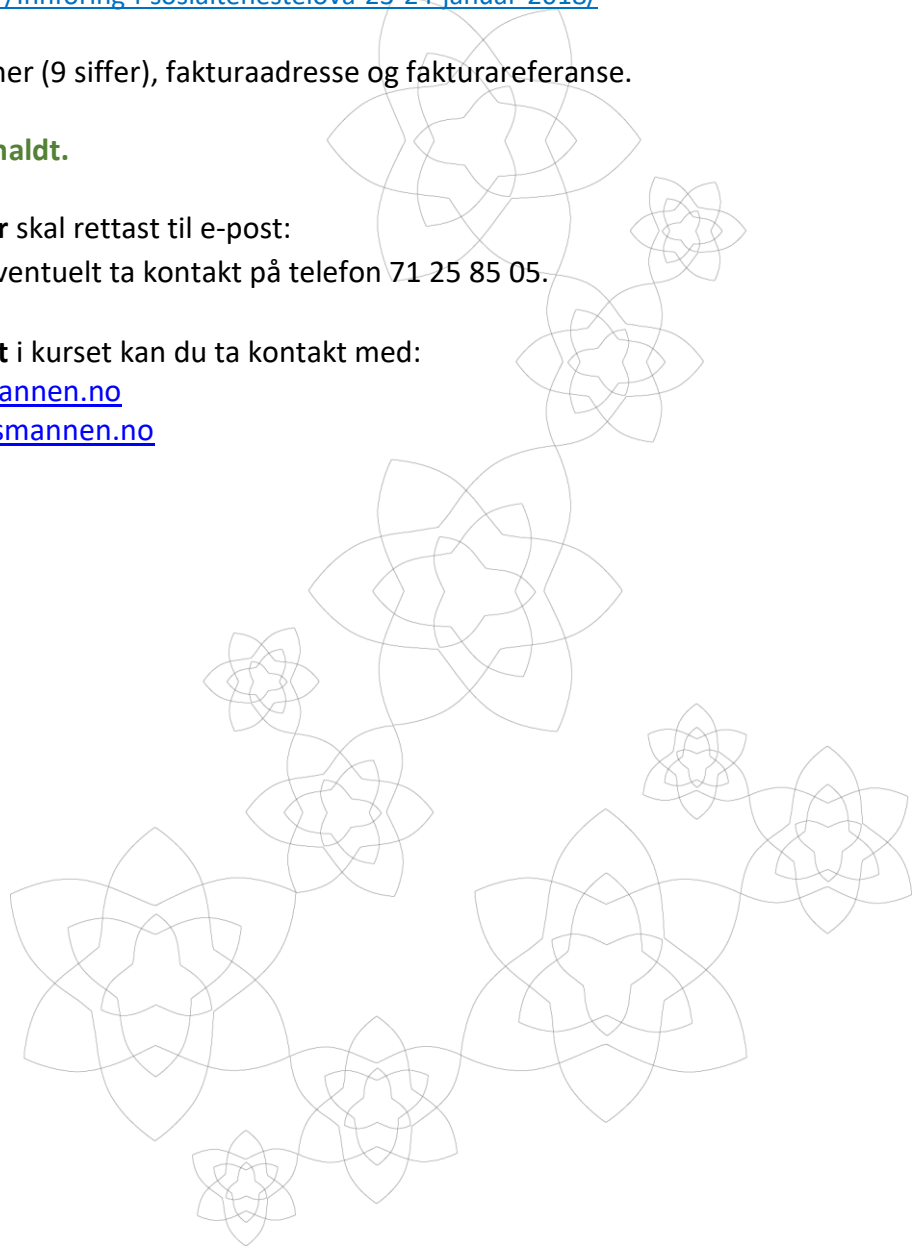 /innforing-i-sosialtenestelova-23-24-januar-2018/
ner (9 siffer), fakturaadresse og fakturareferanse.
naldt.
r skal rettast til e-post:
ventuelt ta kontakt på telefon 71 25 85 05.
t i kurset kan du ta kontakt med:
annen.no
smannen.no